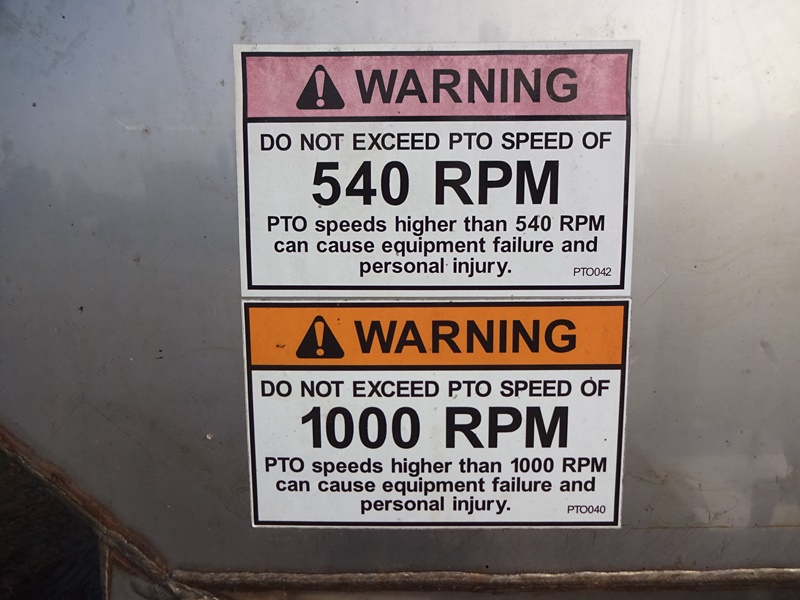 WARNING
DO NOT EXCEED PTO SPEED OF
540 RPM
PTO speeds higher than 540 RPM
can cause equipment failure and
personal injury.
PTO042
WARNING
DO NOT EXCEED PTO SPEED OF
1000 RPM
PTO speeds higher than 1000 RPM
can cause equipment failure and
personal injury.
PTO040